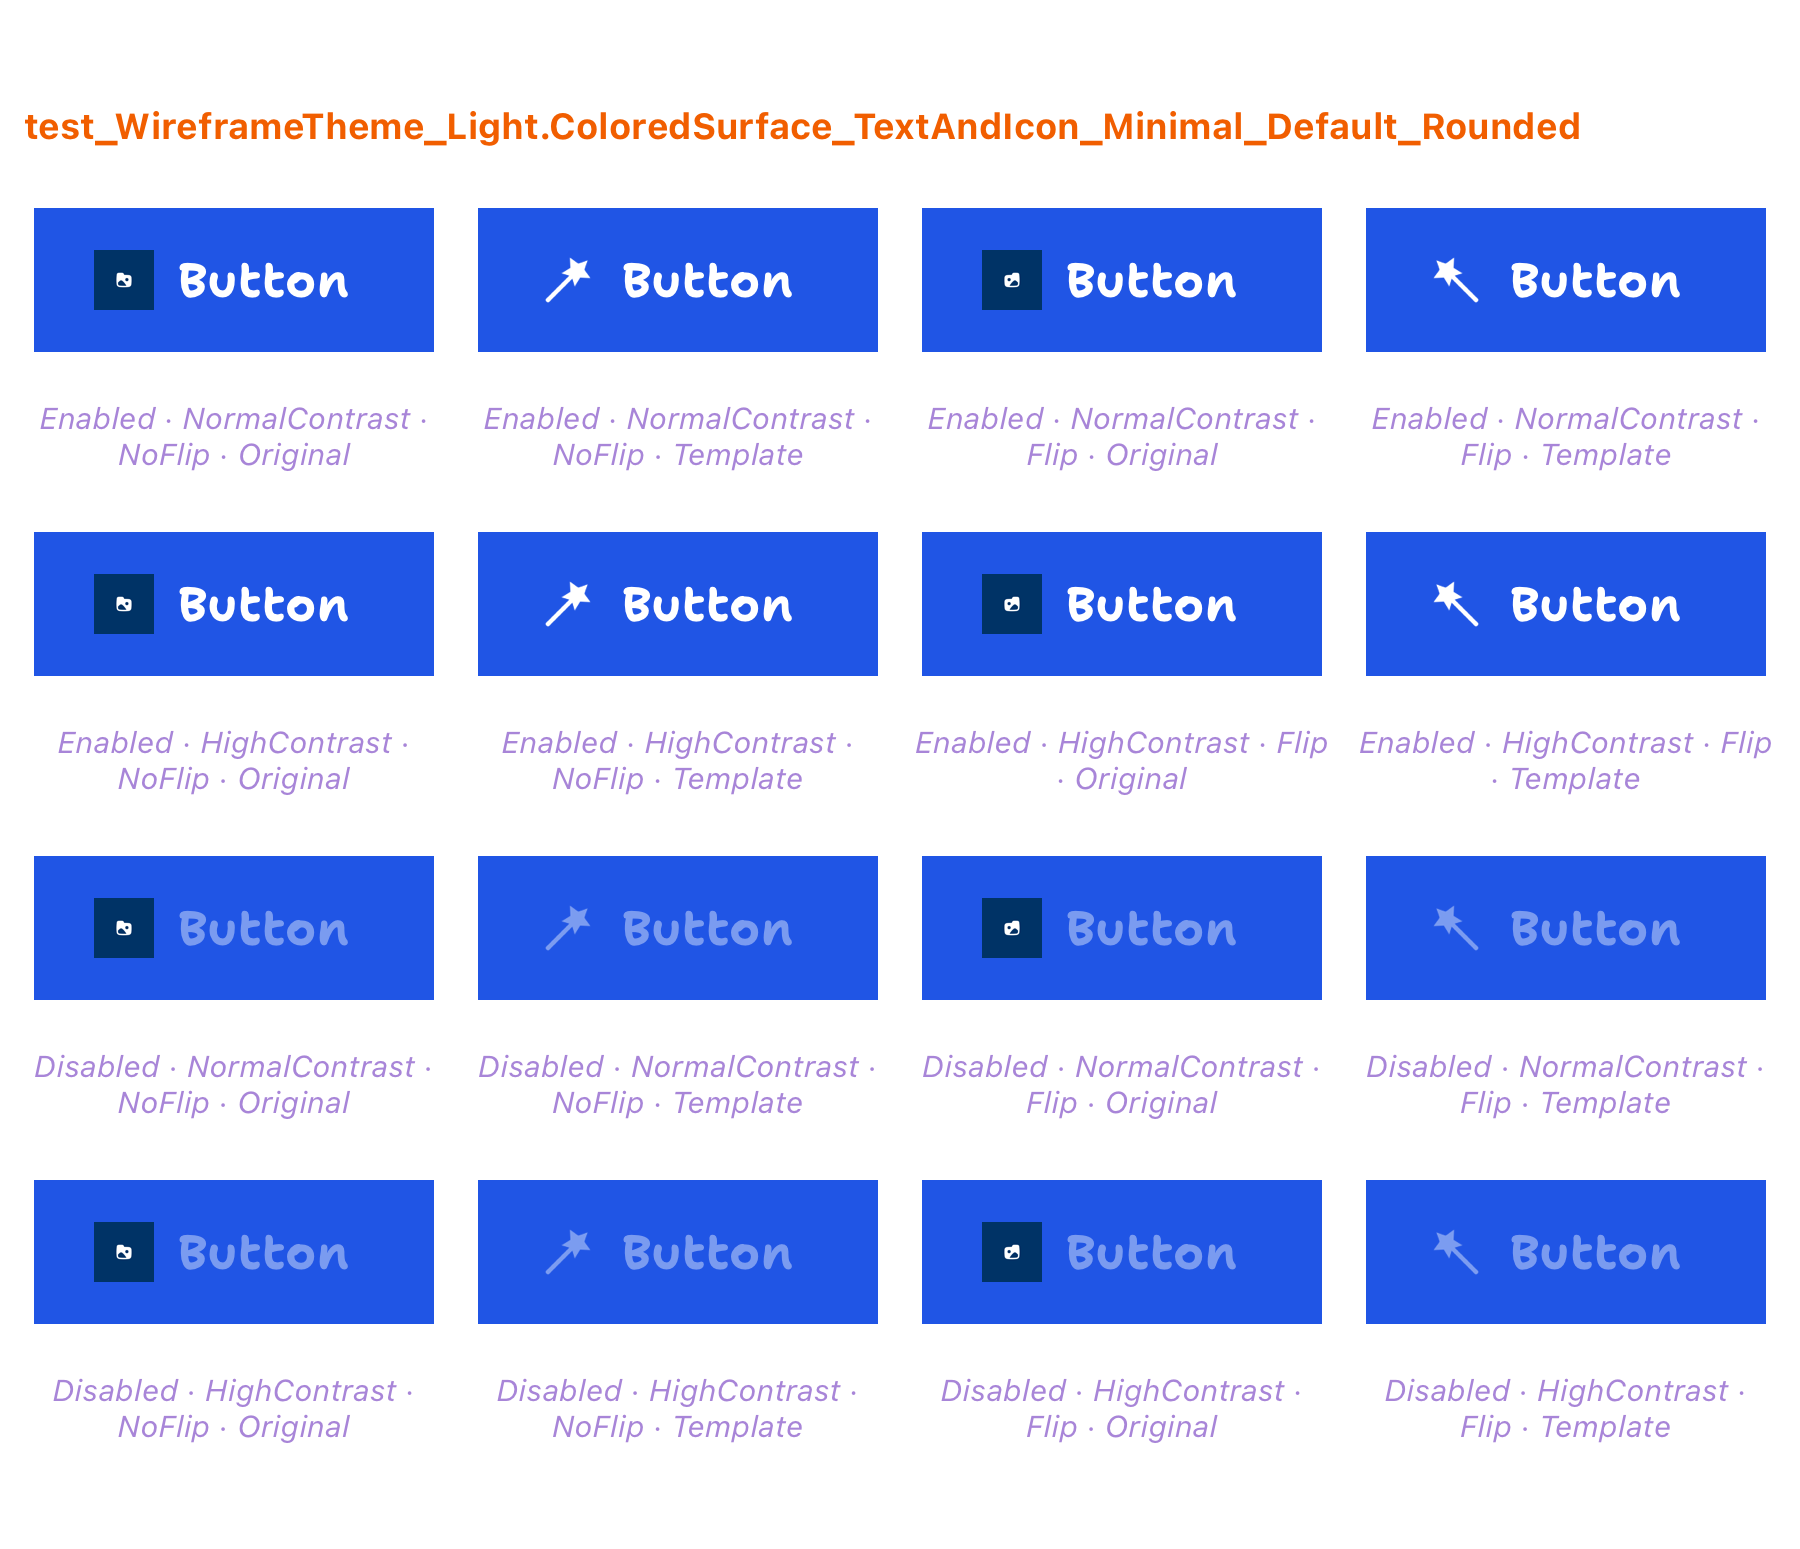 test_WireframeTheme_Light.ColoredSurface_TextAndIcon_Minimal_Default_Rounded
Button
Button
Button
Button
Enabled · NormalContrast ·
NoFlip · Original
Enabled · NormalContrast ·
NoFlip · Template
Enabled · NormalContrast ·
Flip · Original
Enabled · NormalContrast ·
Flip · Template
Button
Button
Button
Button
Enabled · HighContrast ·
NoFlip · Original
Enabled · HighContrast ·
NoFlip · Template
Enabled · HighContrast · Flip
· Original
Enabled · HighContrast · Flip
· Template
Button
Button
Button
Button
Disabled · NormalContrast ·
NoFlip · Original
Disabled · NormalContrast ·
NoFlip · Template
Disabled · NormalContrast ·
Flip · Original
Disabled · NormalContrast ·
Flip · Template
Button
Button
Button
Button
Disabled · HighContrast ·
NoFlip · Original
Disabled · HighContrast ·
NoFlip · Template
Disabled · HighContrast ·
Flip · Original
Disabled · HighContrast ·
Flip · Template